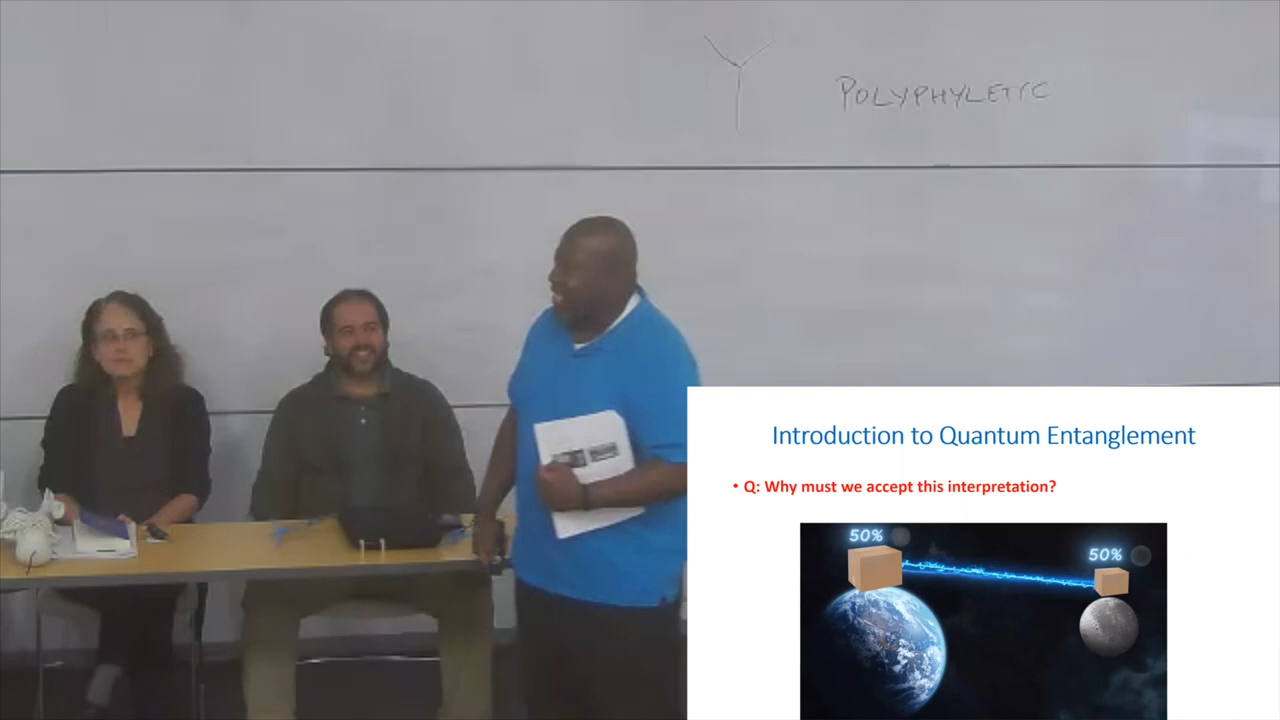 POLYPHYLETIC
Introduction to Quantum Entanglement
• Q: Why must we accept this interpretation?
50%
50%